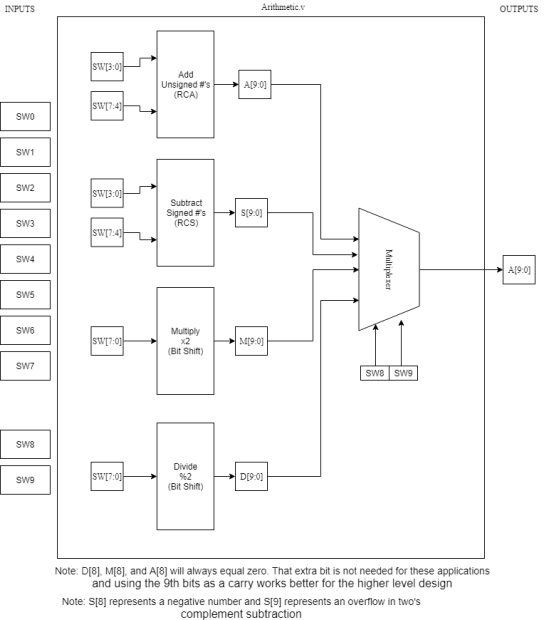 INPUTS
Arithmetic.v
OUTPUTS
SW[3:0]
SW[7:4]
Add
Unsigned #'s
(RCA)
A[9:0]
SW0
SW1
SW2
SW3
SW4
SW5
SW6
SW7
SW8
SW9
SW[3:0]
SW[7:4]
Subtract
Signed #'s
(RCS)
S[9:0]
SW[7:0]
Multiply
x2
(Bit Shift)
M[9:0]
SW[7:0]
Divide
%2
(Bit Shift)
D[9:0]
Multiplexer
SW8
SW9
A[9:0]
Note: D[8], M[8], and A[8] will always equal zero. That extra bit is not needed for these applications
and using the 9th bits as a carry works better for the higher level design
Note: S[8] represents a negative number and S[9] represents an overflow in two's
complement subtraction